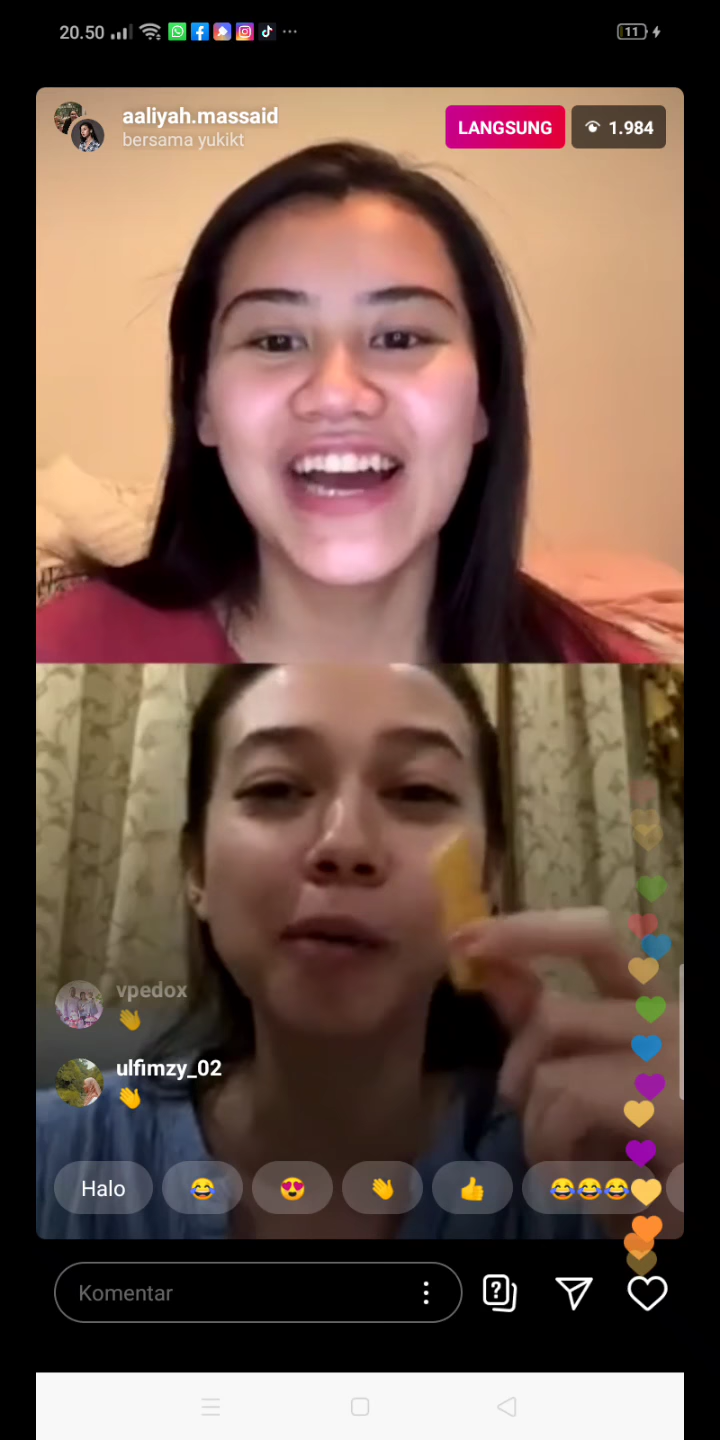 20.50
11
aaliyah.massaid
bersama yukikt
LANGSUNG
1.984
vpedox
👋
ulfimzy_02
👋
Halo 😂 😍 👋 👍 😂😂😂
Komentar